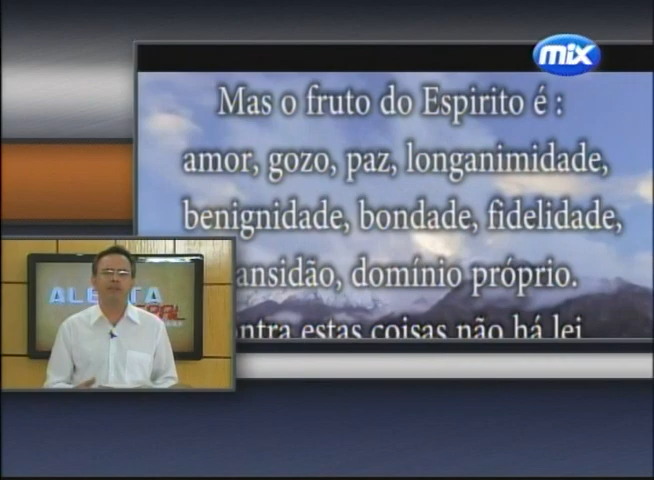 mix
Mas o fruto do Espirito é :
amor, gozo, paz, longanimidade,
benignidade, bondade, fidelidade,
ansidão, domínio próprio.
ontra estas coisas não há lei
ALERTA